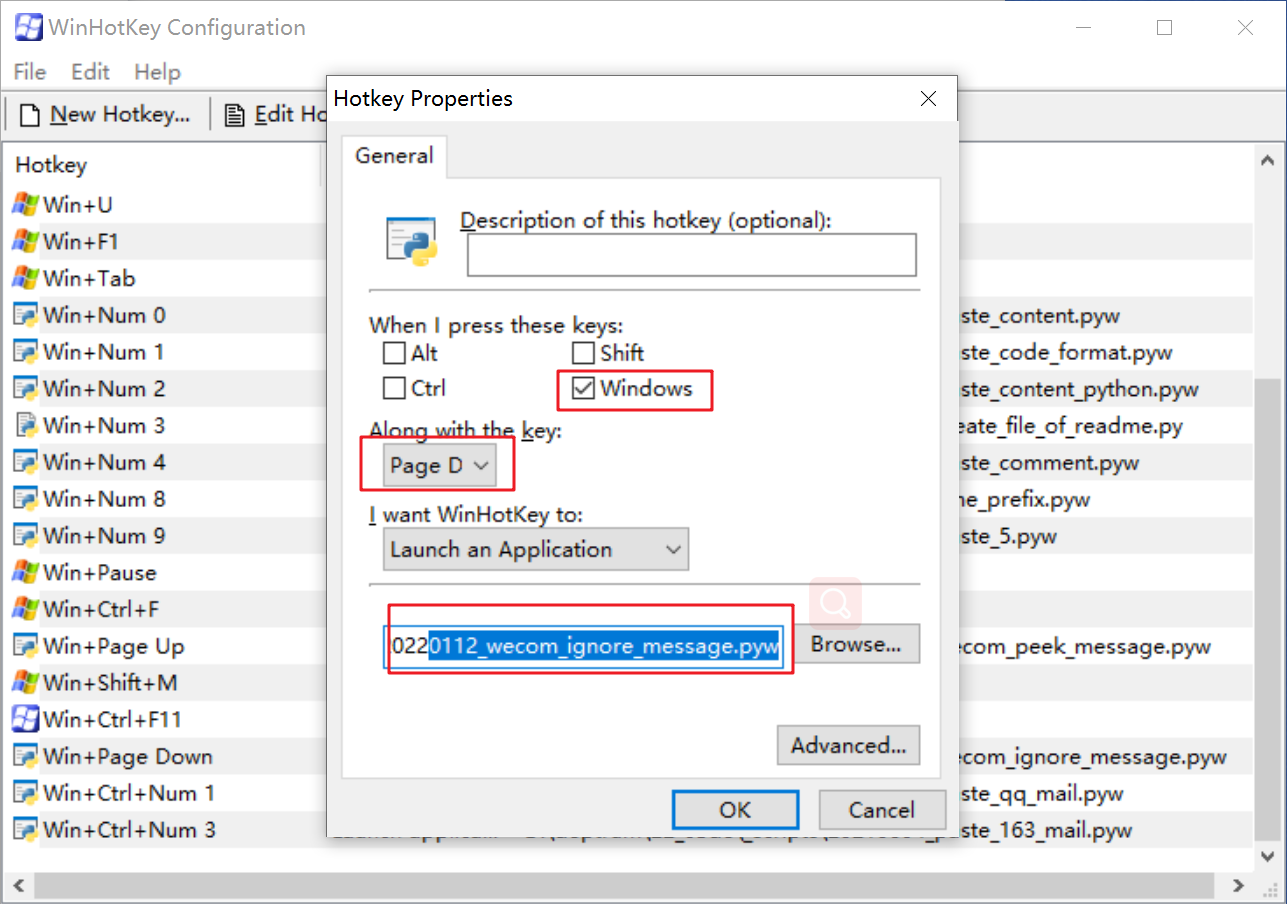 WinHotKey Configuration
File Edit Help
New Hotkey... Edit Ho
Hotkey
Win+U
Win+F1
Win+Tab
Win+Num 0 ste_content.pyw
Win+Num 1 ste_code_format.pyw
Win+Num 2 ste_content_python.pyw
Win+Num 3 eate_file_of_readme.py
Win+Num 4 ste_comment.pyw
Win+Num 8 ne_prefix.pyw
Win+Num 9 ste_5.pyw
Win+Pause
Win+Ctrl+F
Win+Page Up ecom_peek_message.pyw
Win+Shift+M
Win+Ctrl+F11
Win+Page Down ecom_ignore_message.pyw
Win+Ctrl+Num 1 ste_qq_mail.pyw
Win+Ctrl+Num 3 ste_163_mail.pyw
Hotkey Properties
General
Description of this hotkey (optional):
When I press these keys:
Alt Shift
Ctrl Windows
Along with the key:
Page D
I want WinHotKey to:
Launch an Application
0220112_wecom_ignore_message.pyw Browse...
Advanced...
OK Cancel